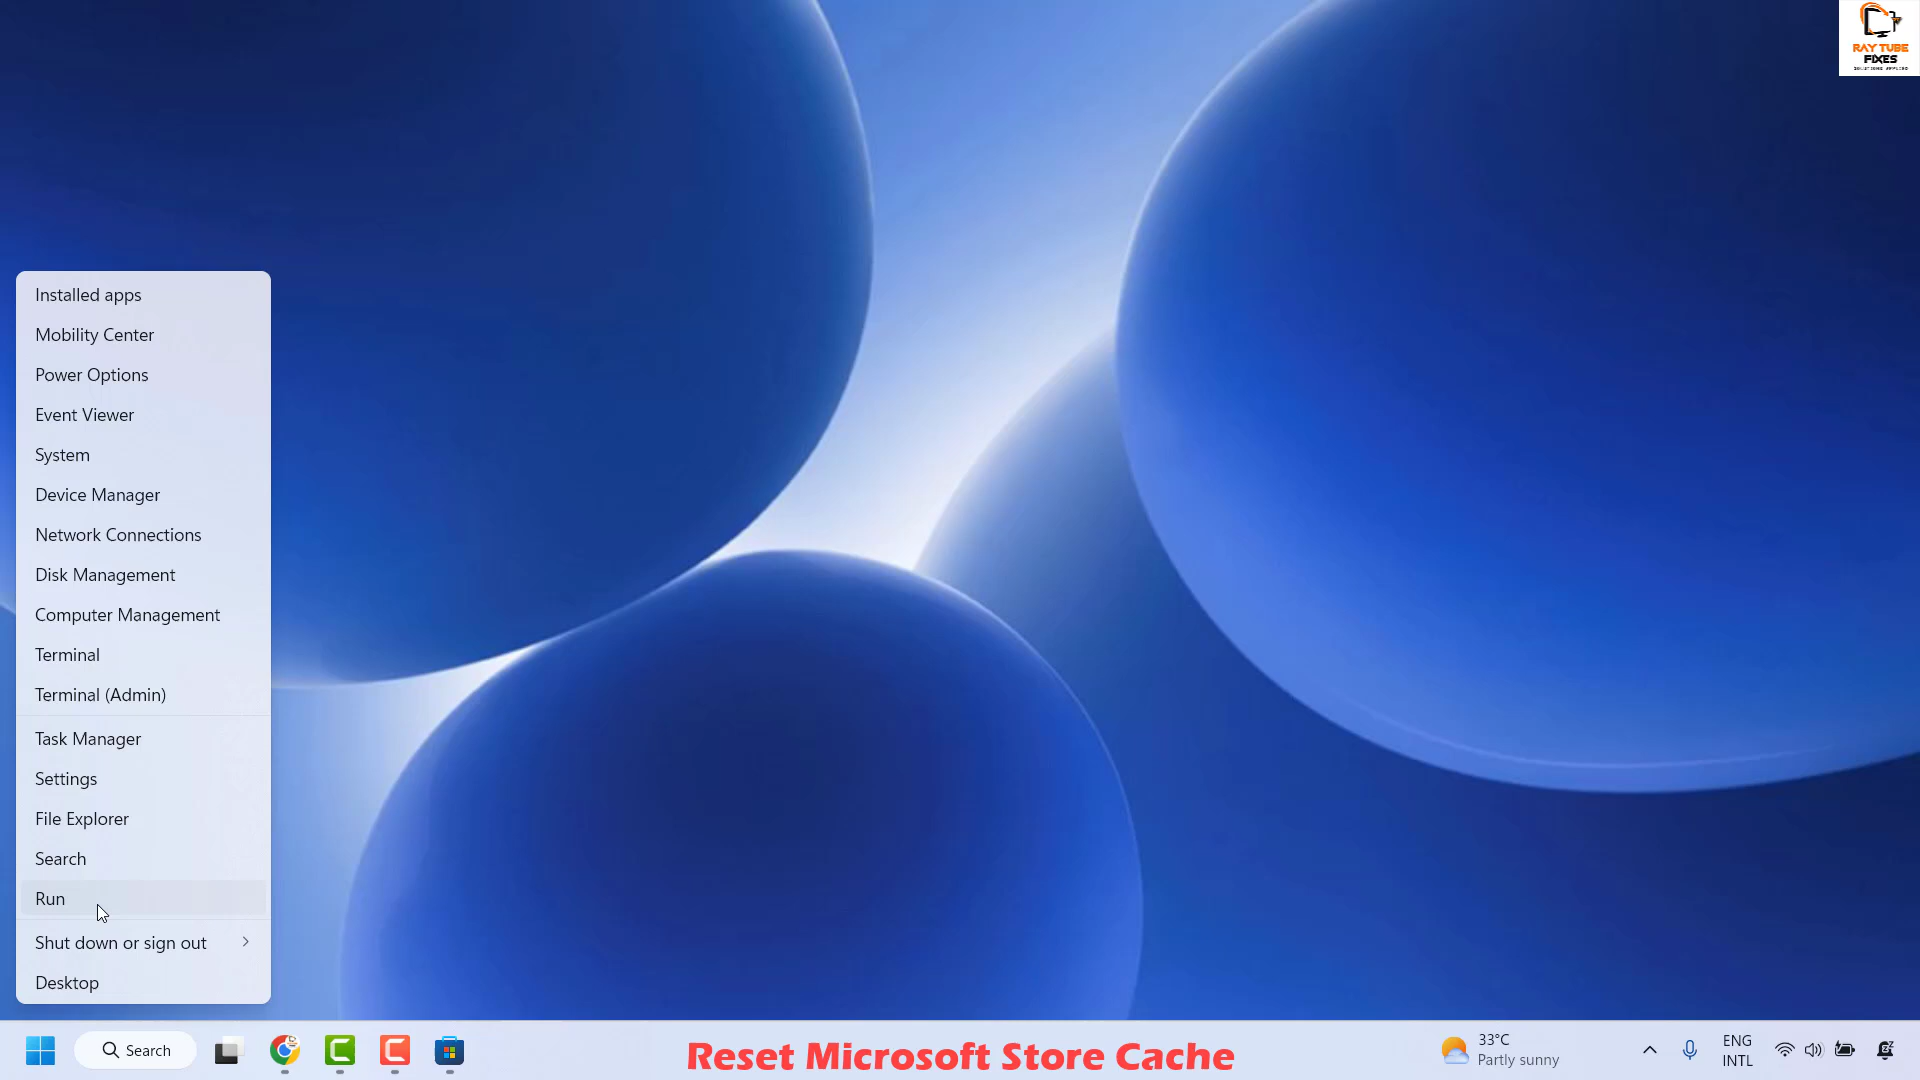 RAY TUBE
FIXES
Installed apps
Mobility Center
Power Options
Event Viewer
System
Device Manager
Network Connections
Disk Management
Computer Management
Terminal
Terminal (Admin)
Task Manager
Settings
File Explorer
Search
Run
Shut down or sign out
Desktop
Search
Reset Microsoft Store Cache
33°C
Partly sunny
ENG
INTL